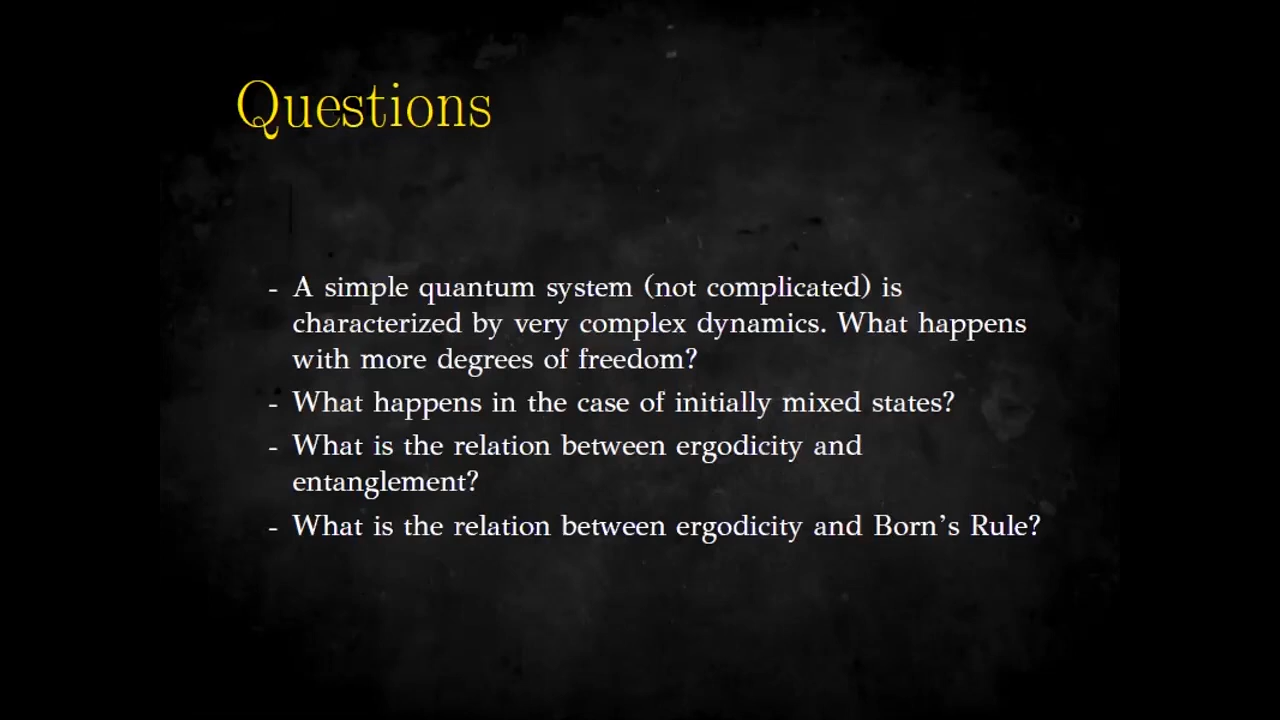 Questions
- A simple quantum system (not complicated) is
characterized by very complex dynamics. What happens
with more degrees of freedom?
- What happens in the case of initially mixed states?
- What is the relation between ergodicity and
entanglement?
- What is the relation between ergodicity and Born's Rule?